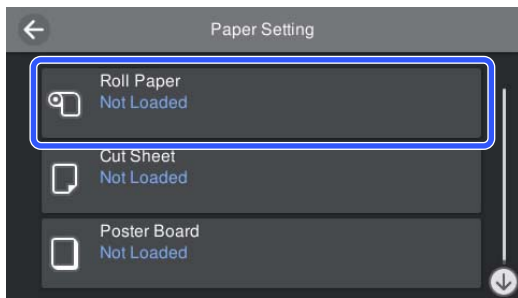 Paper Setting
Roll Paper
Not Loaded
Cut Sheet
Not Loaded
Poster Board
Not Loaded